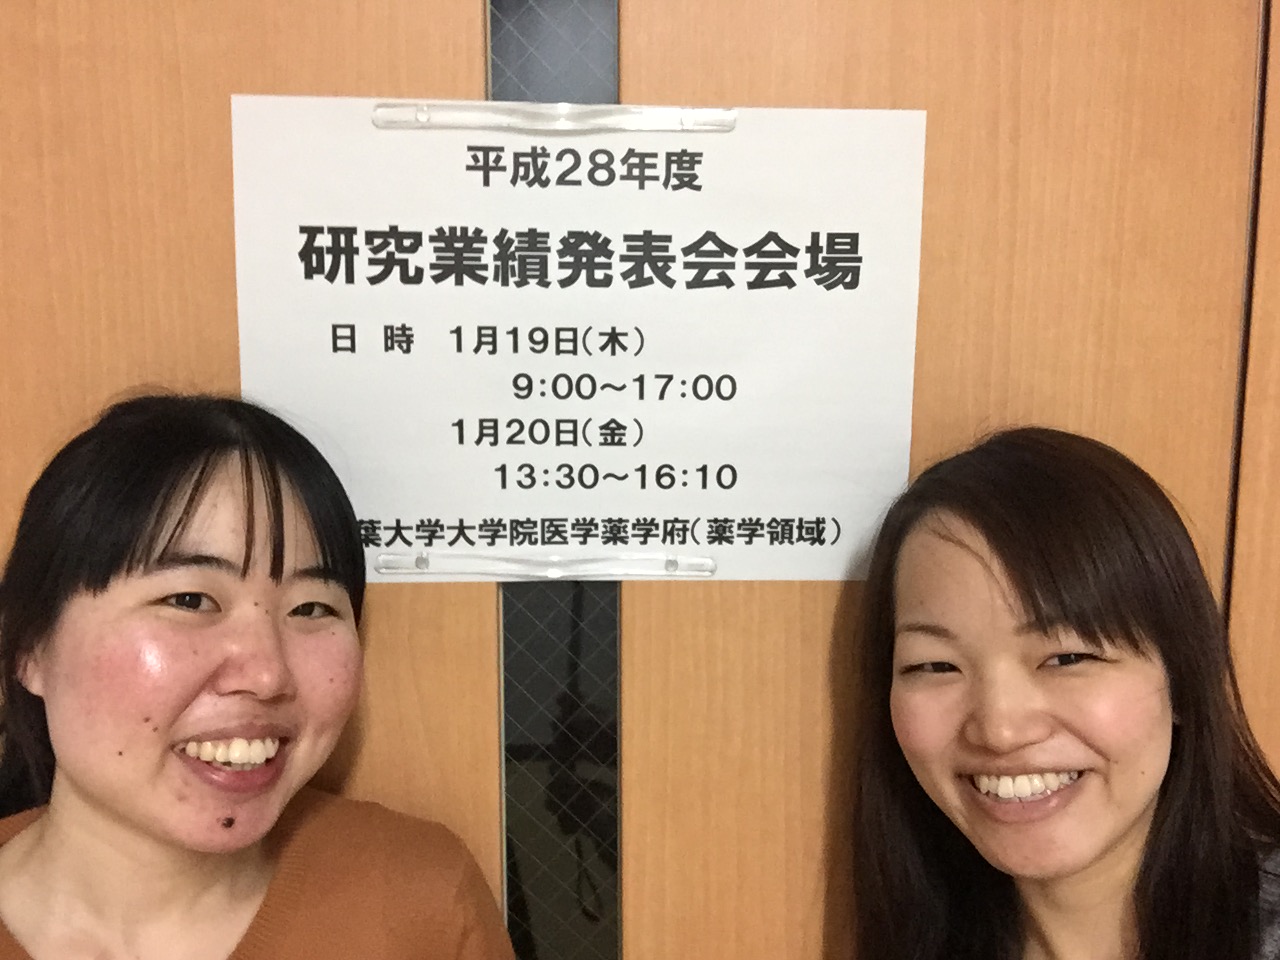 平成28年度
研究業績発表会会場
日 時 1月19日(木)
9:00～17:00
1月20日(金)
13:30～16:10
葉大学大学院医学薬学府(薬学領域)